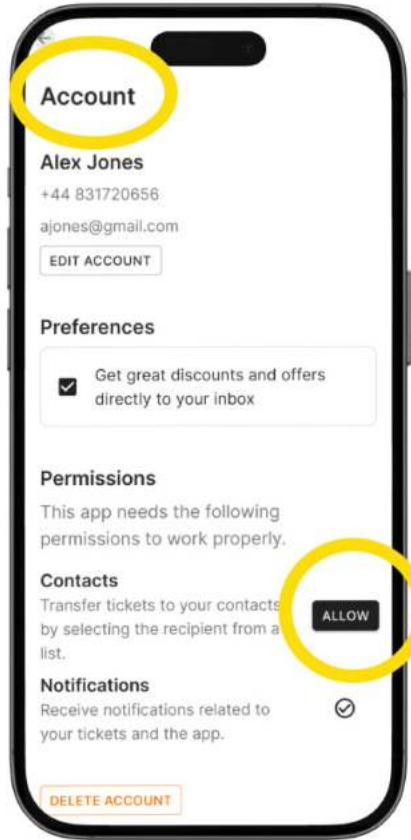 Account
Alex Jones
+44 831720656
ajones@gmail.com
EDIT ACCOUNT
Preferences
Get great discounts and offers
directly to your inbox
Permissions
This app needs the following
permissions to work properly.
Contacts
Transfer tickets to your contacts
by selecting the recipient from a
list.
ALLOW
Notifications
Receive notifications related to
your tickets and the app.
DELETE ACCOUNT